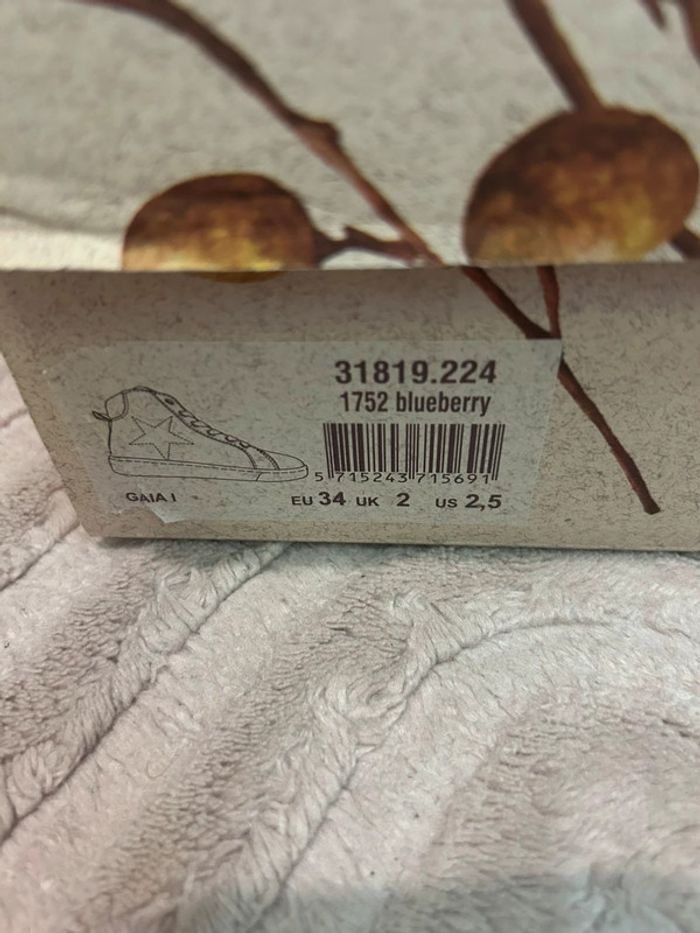 31819.224
1752 blueberry
5 715243 715691
GAIA I
EU 34 UK 2 US 2,5